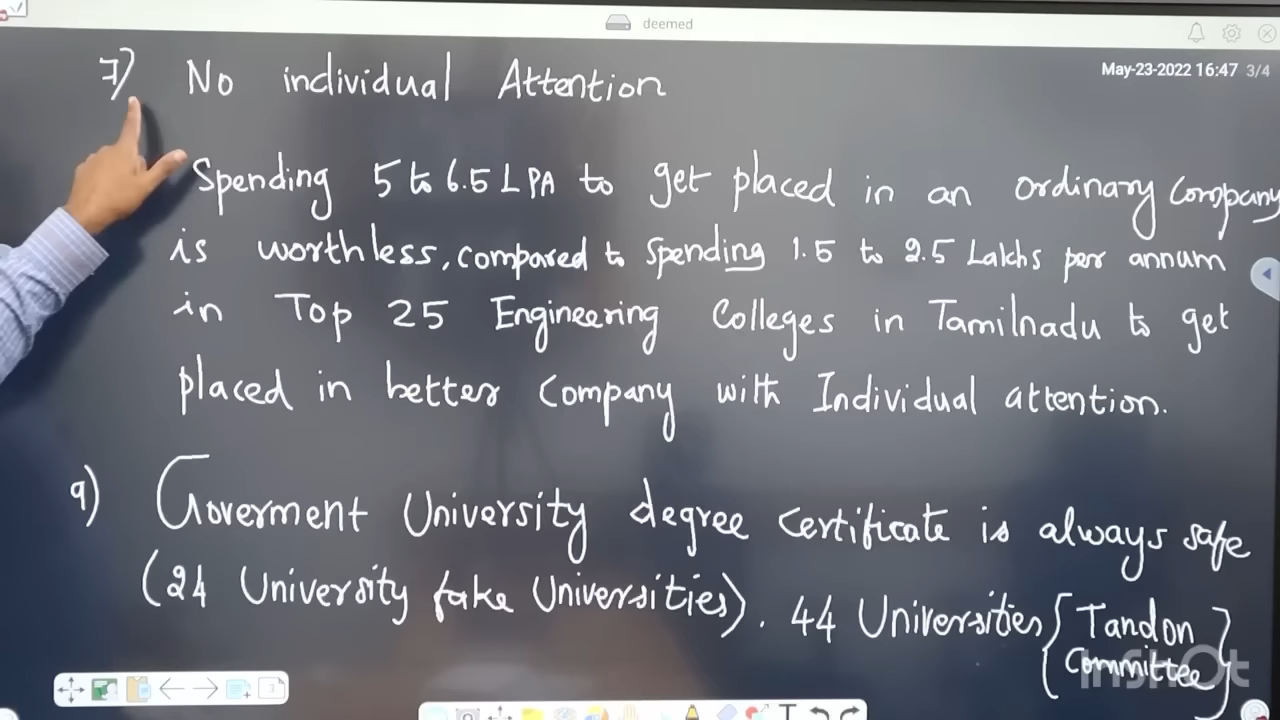 deemed
May-23-2022 16:47 3/4
7) No individual Attention
Spending 5 to 6.5 LPA to get placed in an ordinary Company
is worthless, compared to spending 1.5 to 2.5 Lakhs per annum
in Top 25 Engineering Colleges in Tamilnadu to get
placed in better Company with Individual attention.
9) Goverment University degree certificate is always safe
(24 University fake Universities). 44 Universities {Tandon
Committee}
InShOt
3
T